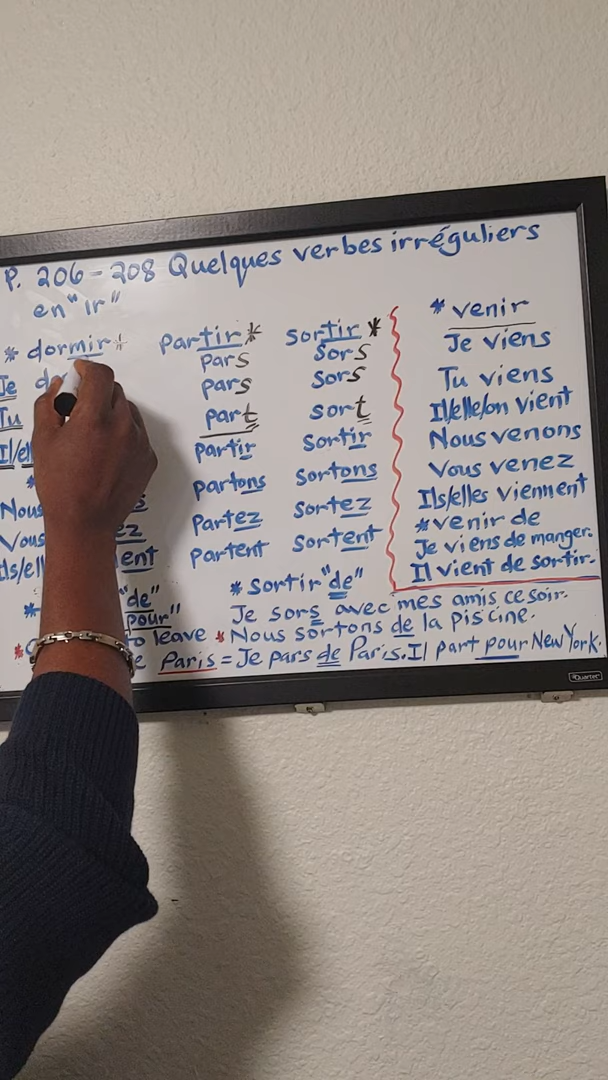 P. 206-208 Quelques verbes irréguliers
en "ir"
* dormir* partir* sortir * * venir
Je pars sors Je viens
Tu pars sors Tu viens
part sort Il/elle/on vient
partir sortir Nous venons
Nous partons sortons Vous venez
Vous ez Partez sortez Ils/elles viennent
ent partent sortent *venir de
Je viens de manger.
"de" * sortir "de" Il vient de sortir.
"pour" Je sors avec mes amis ce soir.
to leave * Nous sortons de la piscine.
Paris = Je pars de Paris. Il part pour New York.
Quartet